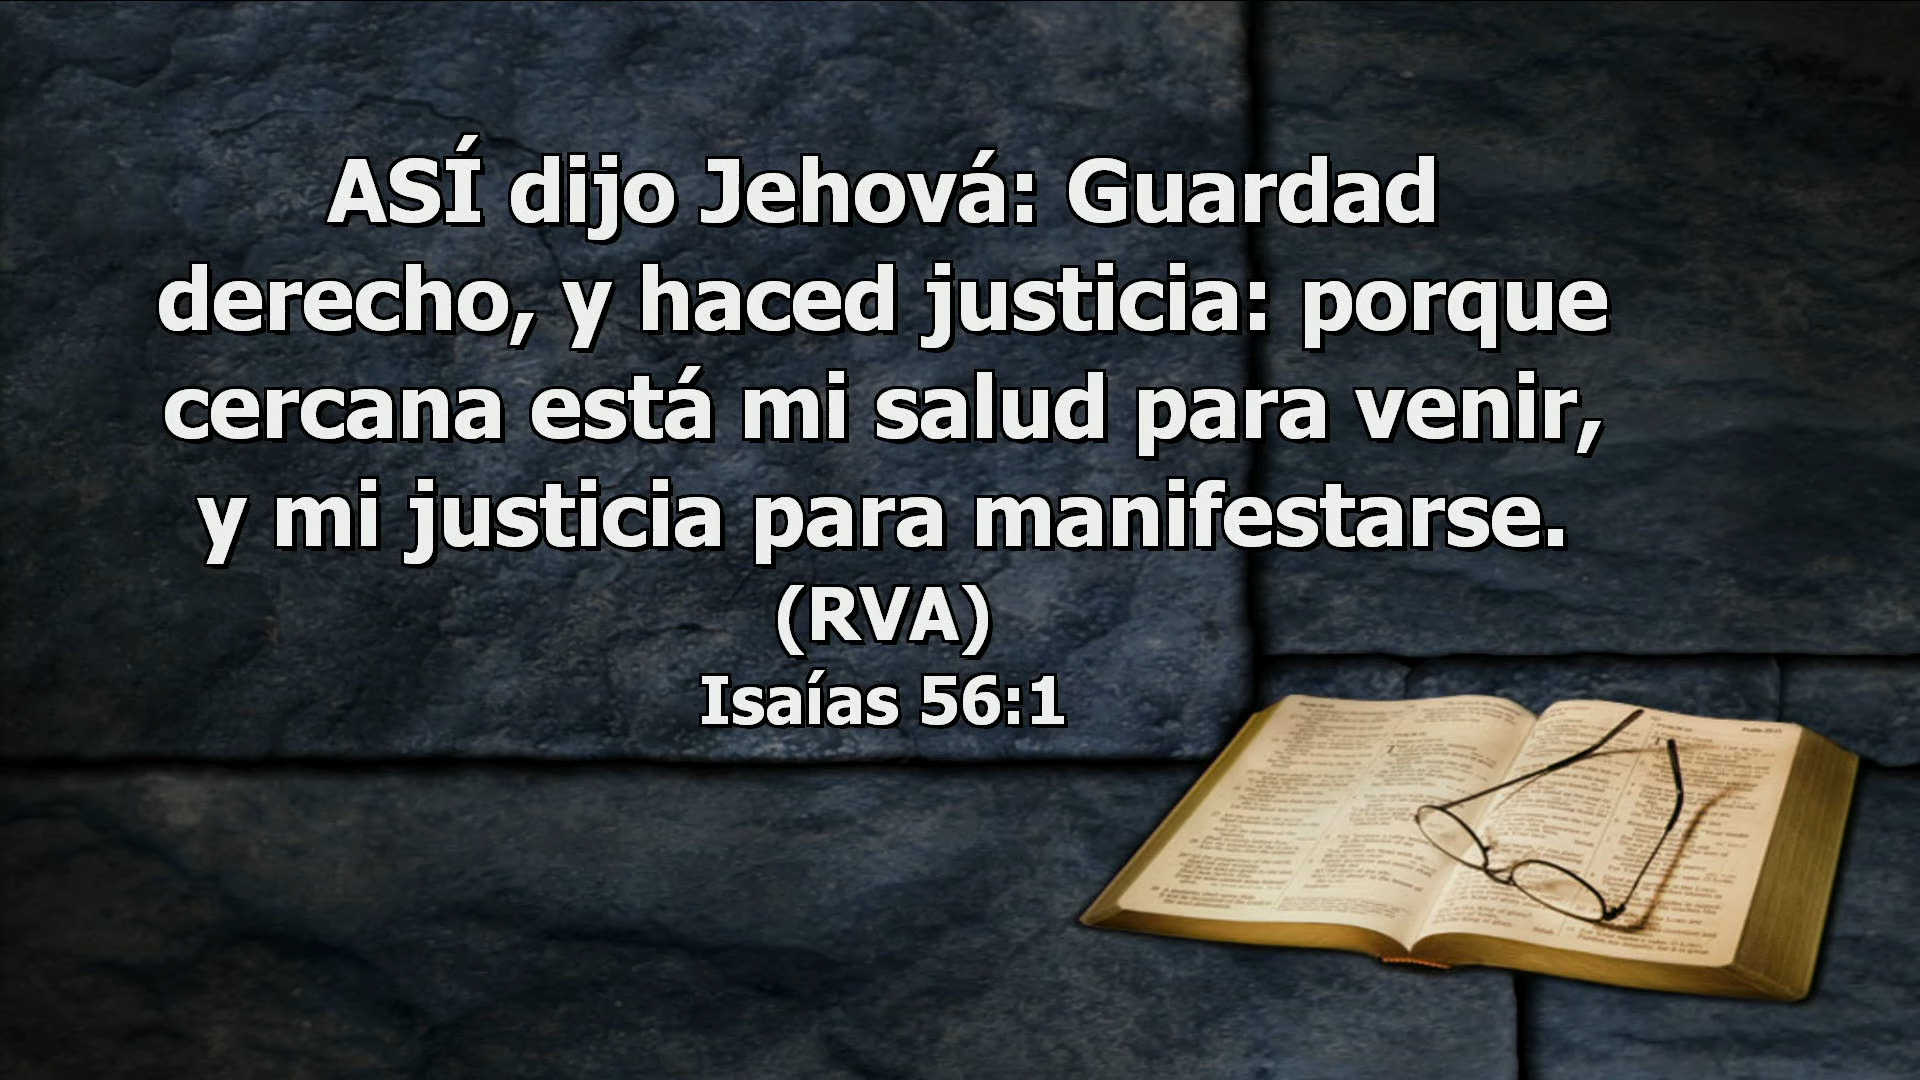 ASÍ dijo Jehová: Guardad
derecho, y haced justicia: porque
cercana está mi salud para venir,
y mi justicia para manifestarse.
(RVA)
Isaías 56:1